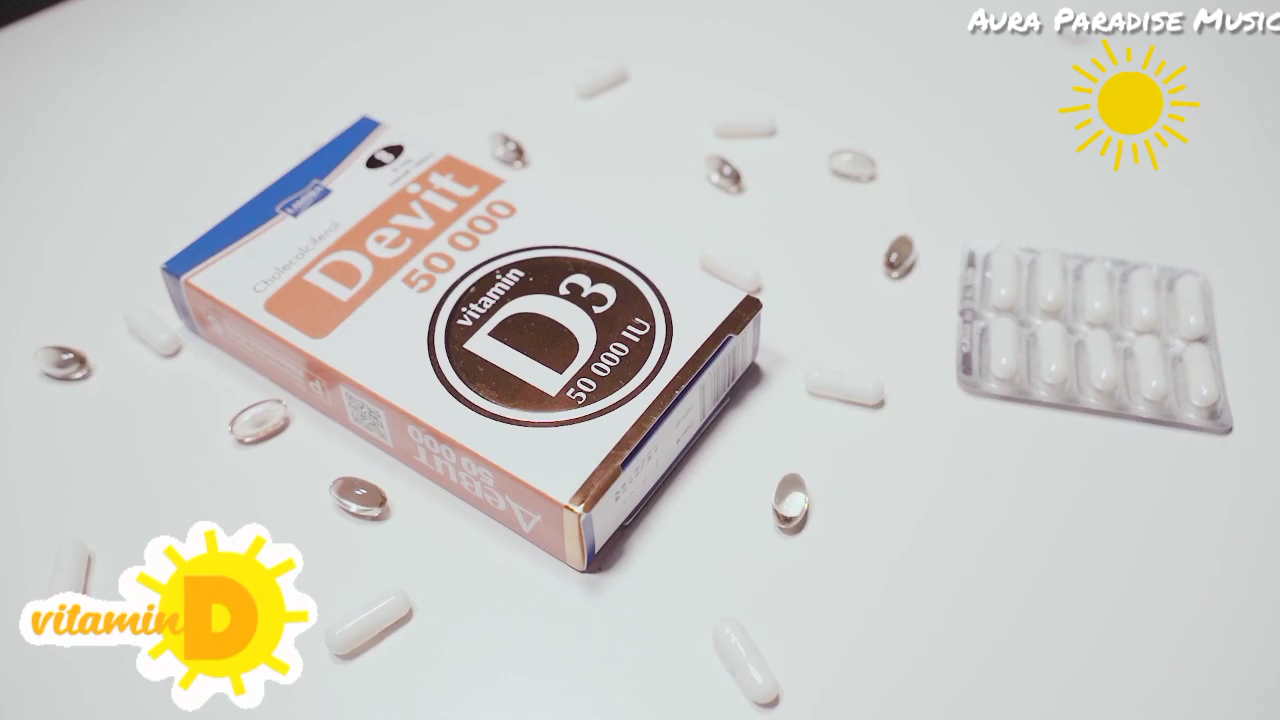 Aura Paradise Music
Cholecalciferol
Devit
50 000
vitamin
D3
50 000 IU
Девит
50 000
vitamin D